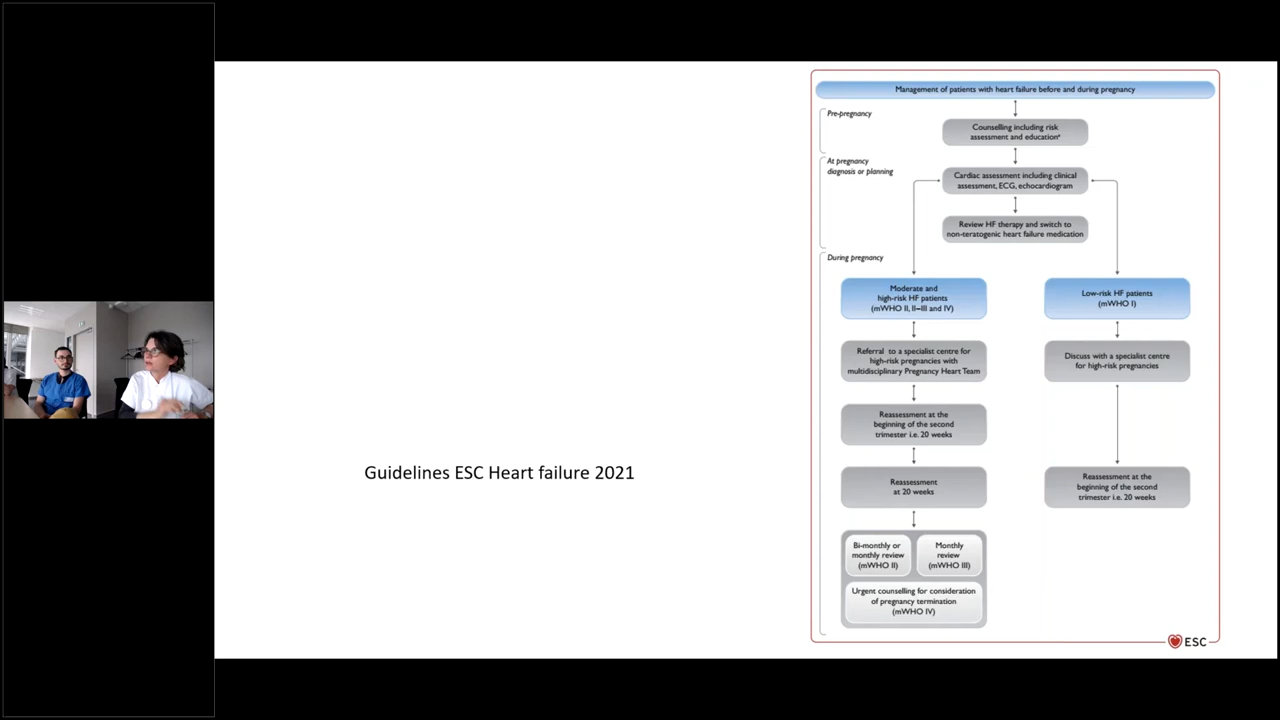 Management of patients with heart failure before and during pregnancy
Pre-pregnancy
Counselling including risk
assessment and educationª
At pregnancy
diagnosis or planning
Cardiac assessment including clinical
assessment, ECG, echocardiogram
Review HF therapy and switch to
non-teratogenic heart failure medication
During pregnancy
Moderate and
high-risk HF patients
(mWHO II, II–III and IV)
Low-risk HF patients
(mWHO I)
Referral to a specialist centre for
high-risk pregnancies with
multidisciplinary Pregnancy Heart Team
Discuss with a specialist centre
for high-risk pregnancies
Reassessment at the
beginning of the second
trimester i.e. 20 weeks
Guidelines ESC Heart failure 2021
Reassessment
at 20 weeks
Reassessment at the
beginning of the second
trimester i.e. 20 weeks
Bi-monthly or
monthly review
(mWHO II)
Monthly
review
(mWHO III)
Urgent counselling for consideration
of pregnancy termination
(mWHO IV)
ESC